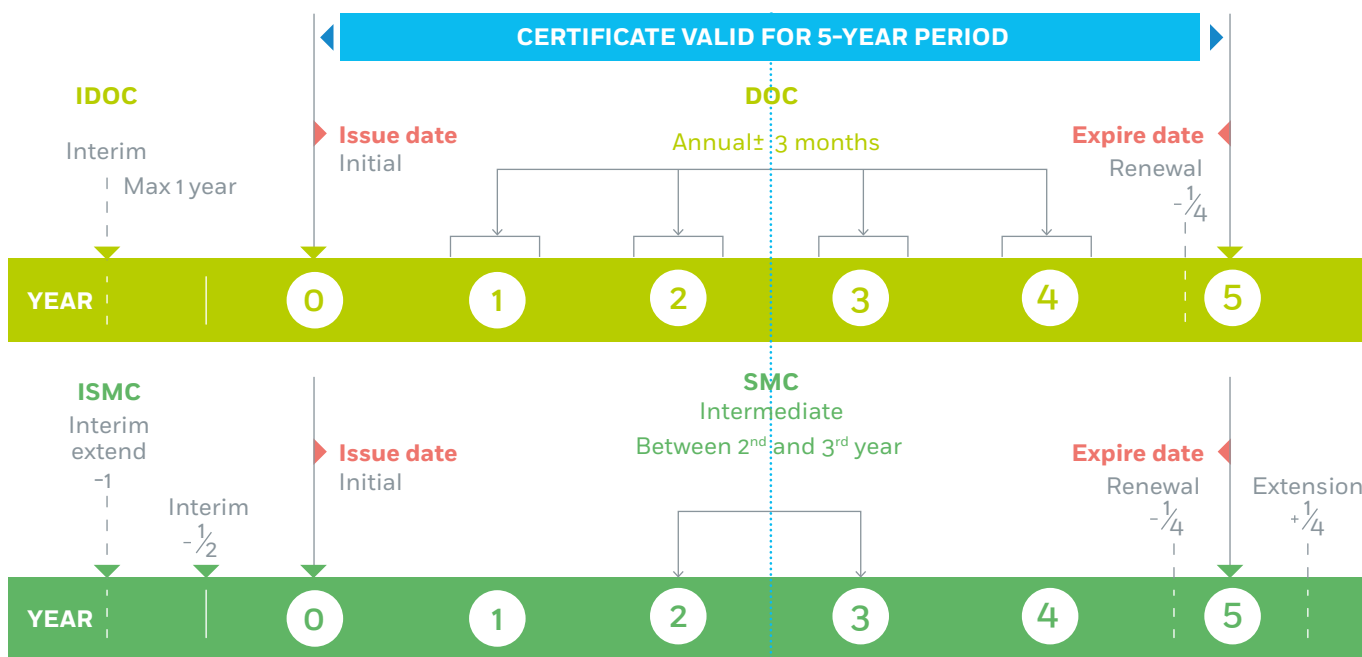 CERTIFICATE VALID FOR 5-YEAR PERIOD
IDOC
DOC
Issue date
Initial
Annual± 3 months
Expire date
Renewal
-1/4
Interim
Max 1 year
YEAR 0 1 2 3 4 5
ISMC
Interim
extend
-1
Interim
-1/2
Issue date
Initial
SMC
Intermediate
Between 2nd and 3rd year
Expire date
Renewal
-1/4
Extension
+1/4
YEAR 0 1 2 3 4 5